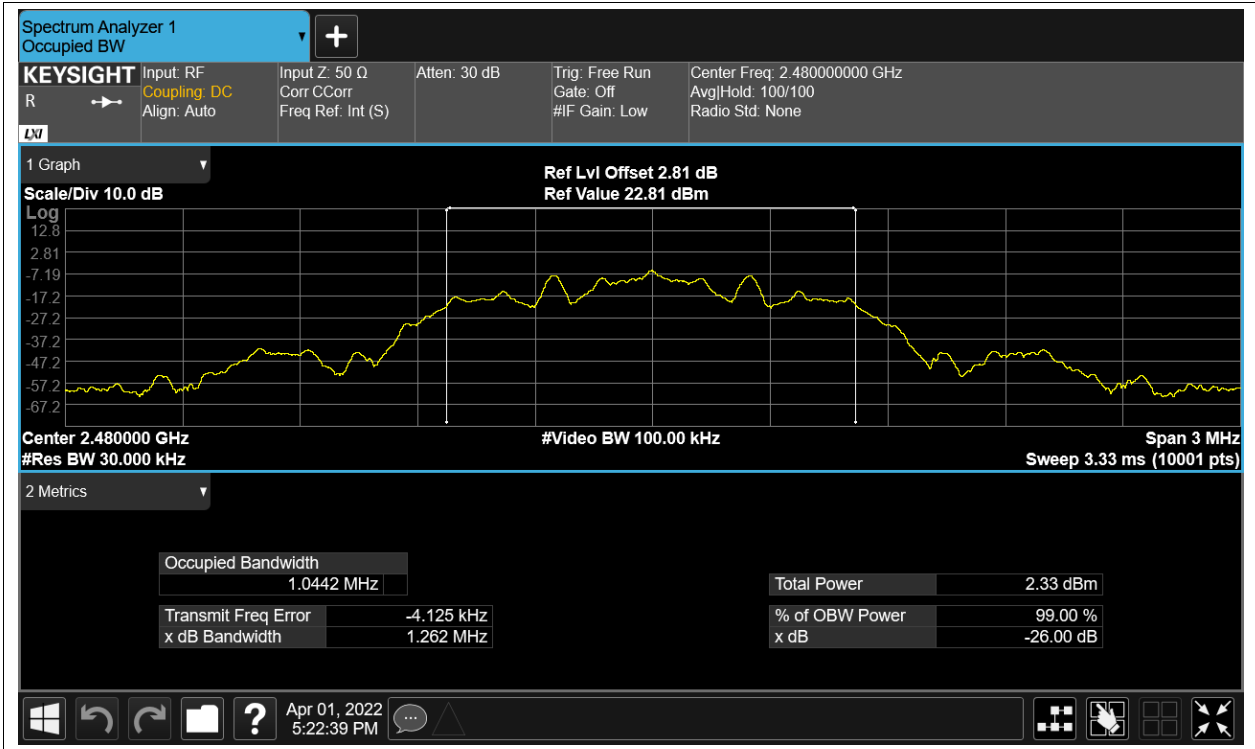 Spectrum Analyzer 1
Occupied BW
KEYSIGHT
R
LXI
Input: RF
Coupling: DC
Align: Auto
Input Z: 50 Ω
Corr CCorr
Freq Ref: Int (S)
Atten: 30 dB
Trig: Free Run
Gate: Off
#IF Gain: Low
Center Freq: 2.480000000 GHz
Avg|Hold: 100/100
Radio Std: None
1 Graph
Scale/Div 10.0 dB
Ref Lvl Offset 2.81 dB
Ref Value 22.81 dBm
Log
12.8
2.81
-7.19
-17.2
-27.2
-37.2
-47.2
-57.2
-67.2
Center 2.480000 GHz
#Video BW 100.00 kHz
Span 3 MHz
#Res BW 30.000 kHz
Sweep 3.33 ms (10001 pts)
2 Metrics
Occupied Bandwidth
1.0442 MHz
Total Power 2.33 dBm
Transmit Freq Error -4.125 kHz
% of OBW Power 99.00 %
x dB Bandwidth 1.262 MHz
x dB -26.00 dB
?
Apr 01, 2022
5:22:39 PM